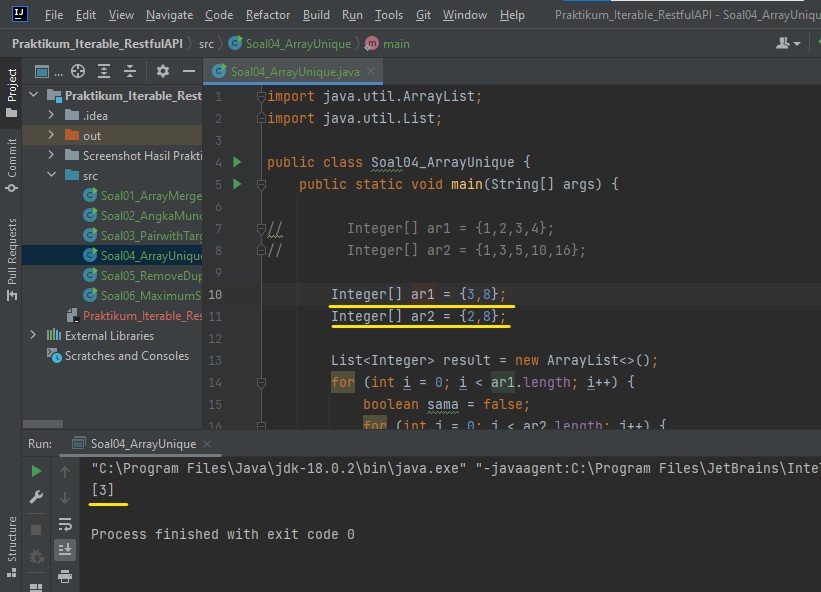 File Edit View Navigate Code Refactor Build Run Tools Git Window Help Praktikum_Iterable_RestfulAPI - Soal04_ArrayUniqu
Praktikum_Iterable_RestfulAPI src Soal04_ArrayUnique main
Project
Commit
Pull Requests
Structure
...
Praktikum_Iterable_Rest
.idea
out
Screenshot Hasil Prakti
src
Soal01_ArrayMerge
Soal02_AngkaMunc
Soal03_PairwithTarg
Soal04_ArrayUnique
Soal05_RemoveDup
Soal06_MaximumS
Praktikum_Iterable_Res
External Libraries
Scratches and Consoles
Soal04_ArrayUnique.java
1 import java.util.ArrayList;
2 import java.util.List;
3
4 public class Soal04_ArrayUnique {
5 public static void main(String[] args) {
6
7 // Integer[] ar1 = {1,2,3,4};
8 // Integer[] ar2 = {1,3,5,10,16};
9
10 Integer[] ar1 = {3,8};
11 Integer[] ar2 = {2,8};
12
13 List<Integer> result = new ArrayList<>();
14 for (int i = 0; i < ar1.length; i++) {
15 boolean sama = false;
16 for (int j = 0; j < ar2.length; j++) {
Run: Soal04_ArrayUnique
"C:\Program Files\Java\jdk-18.0.2\bin\java.exe" "-javaagent:C:\Program Files\JetBrains\Inte
[3]
Process finished with exit code 0